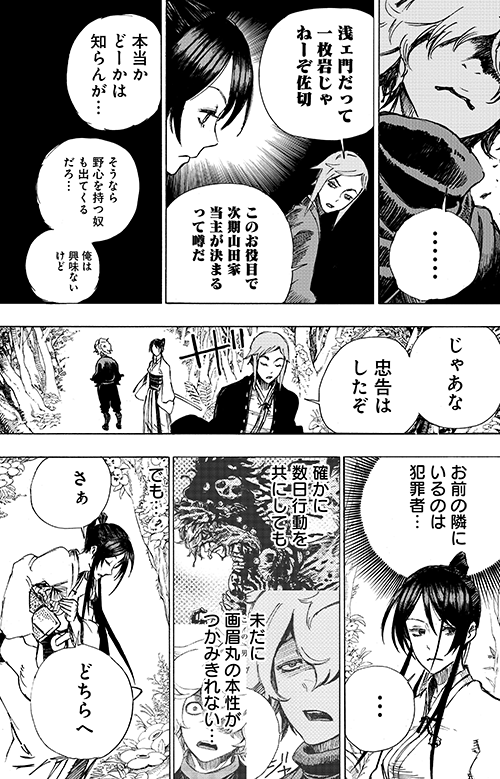 ……
浅ェ門だって
一枚岩じゃ
ねーぞ佐切
このお役目で
次期山田家
当主が決まる
って噂だ
本当か
どーかは
知らんが…
そうなら
野心を持つ奴
も出てくる
だろ…
俺は
興味ない
けど
じゃあな
忠告は
したぞ
お前の隣に
いるのは
犯罪者…
…
確かに
数日行動を
共にしても
未だに
画眉丸の本性が
この男
つかみきれない…
でも…
さぁ
どちらへ